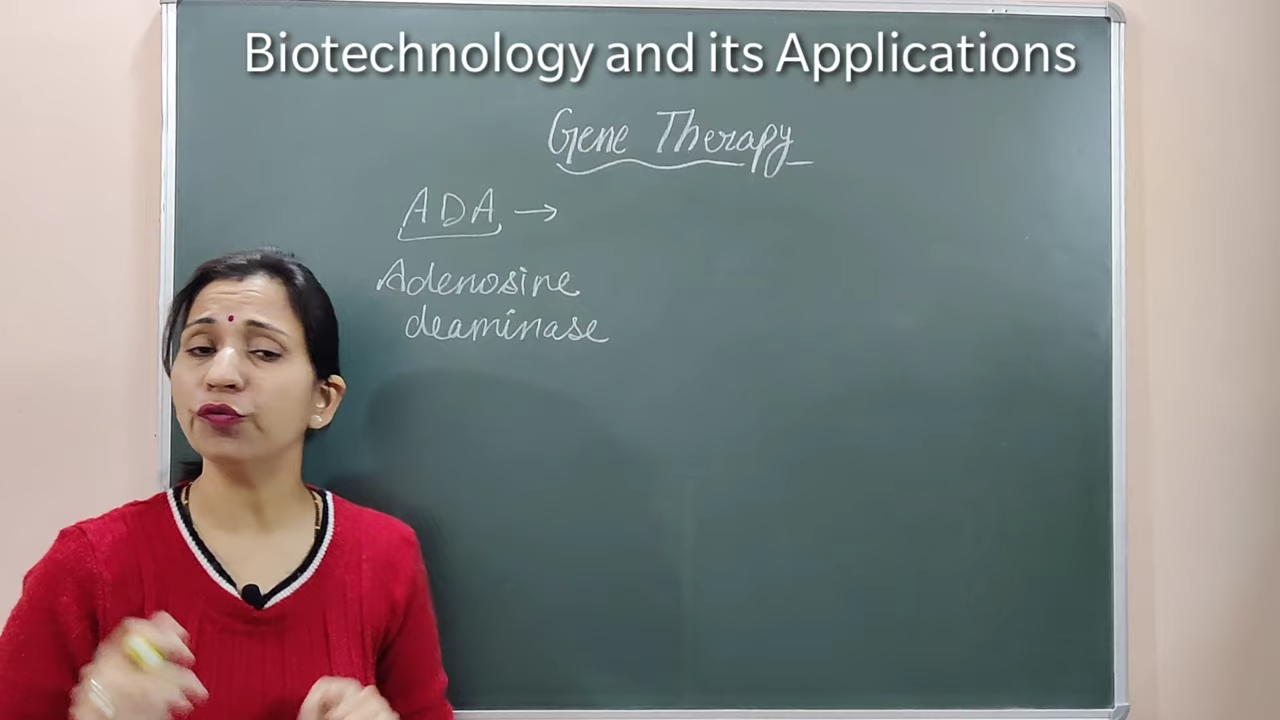 Biotechnology and its Applications
Gene Therapy
ADA →
Adenosine
deaminase